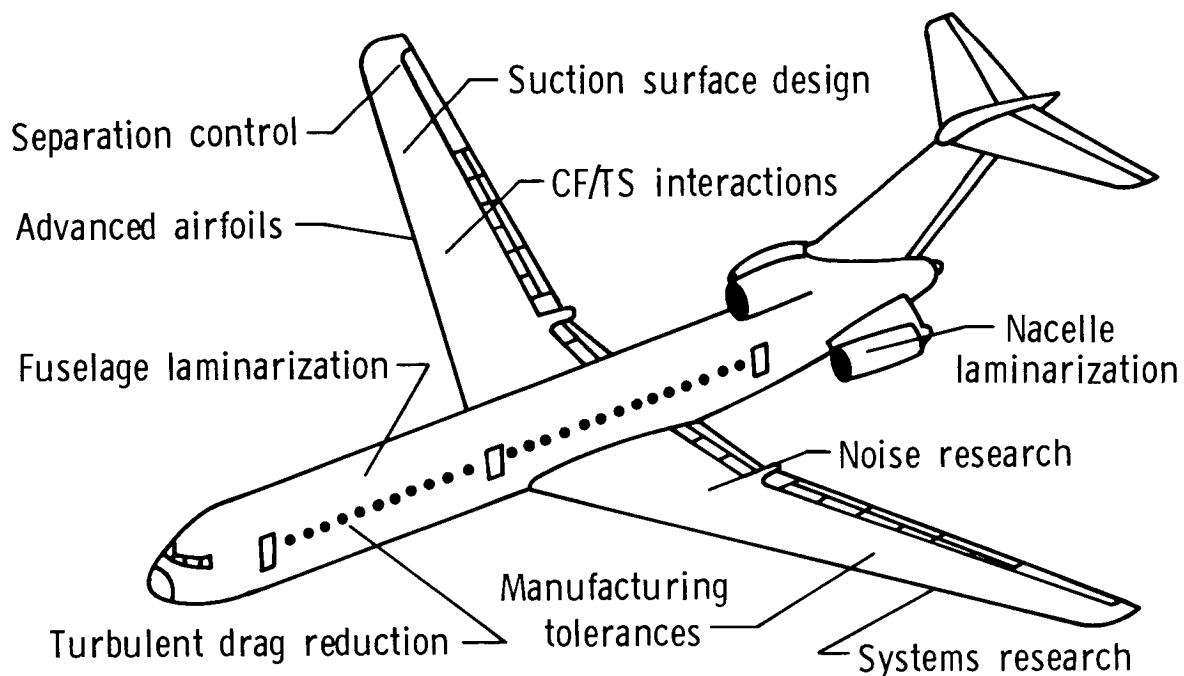 Suction surface design
Separation control
CF/TS interactions
Advanced airfoils
Fuselage laminarization
Nacelle
laminarization
Noise research
Manufacturing
tolerances
Turbulent drag reduction
Systems research